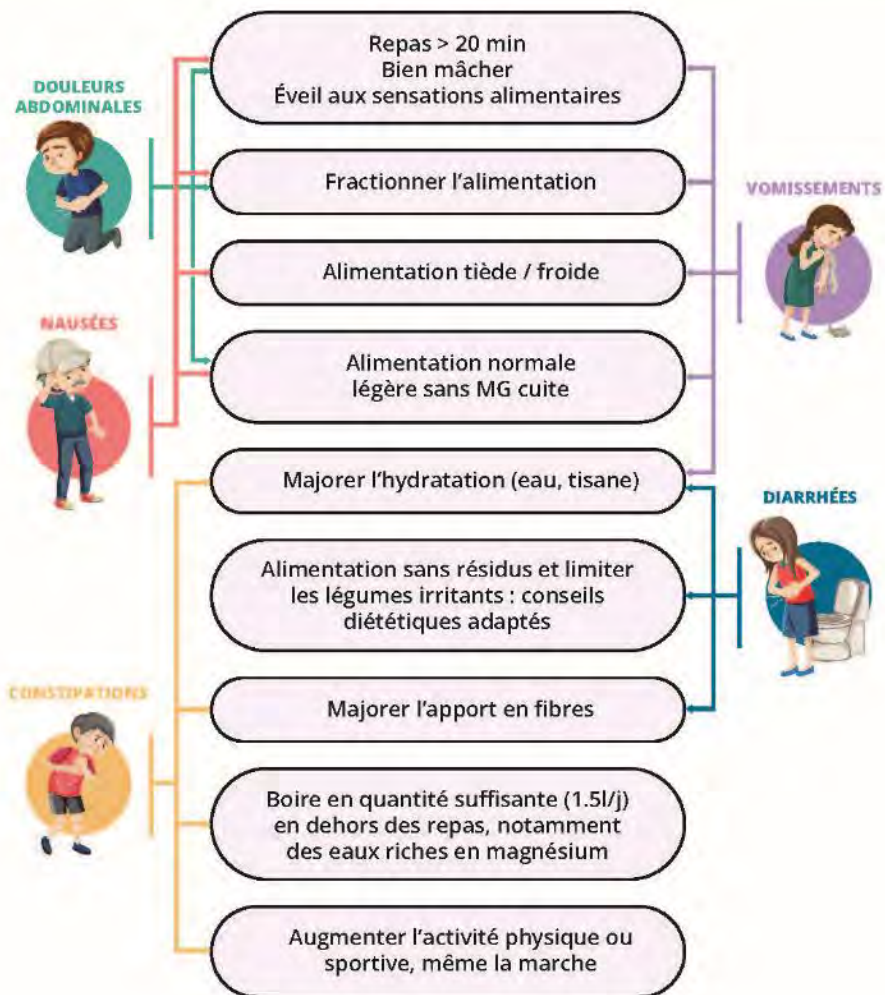 DOULEURS
ABDOMINALES
NAUSÉES
CONSTIPATIONS
Repas > 20 min
Bien mâcher
Éveil aux sensations alimentaires
Fractionner l’alimentation
Alimentation tiède / froide
Alimentation normale
légère sans MG cuite
Majorer l’hydratation (eau, tisane)
Alimentation sans résidus et limiter
les légumes irritants : conseils
diététiques adaptés
Majorer l’apport en fibres
Boire en quantité suffisante (1.5l/j)
en dehors des repas, notamment
des eaux riches en magnésium
Augmenter l’activité physique ou
sportive, même la marche
VOMISSEMENTS
DIARRHÉES